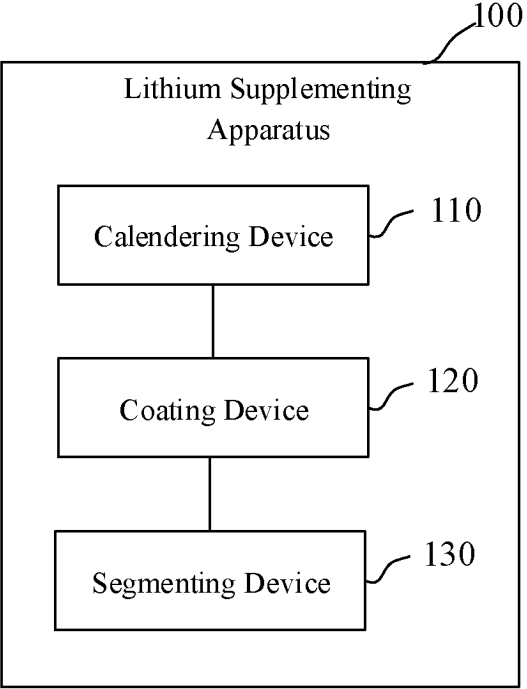 100
Lithium Supplementing
Apparatus
110
Calendering Device
120
Coating Device
130
Segmenting Device